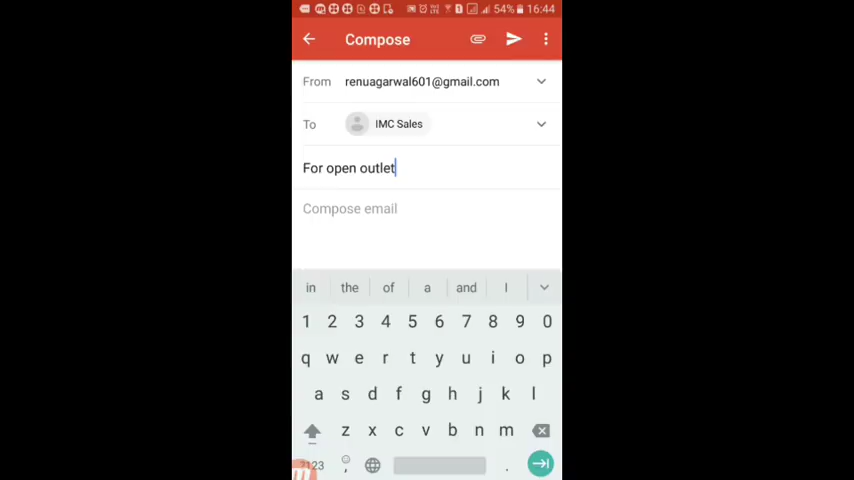 54% 16:44
Compose
From renuagarwal601@gmail.com
To IMC Sales
For open outlet
Compose email
in the of a and I
1 2 3 4 5 6 7 8 9 0
q w e r t y u i o p
a s d f g h j k l
z x c v b n m
?123 , .